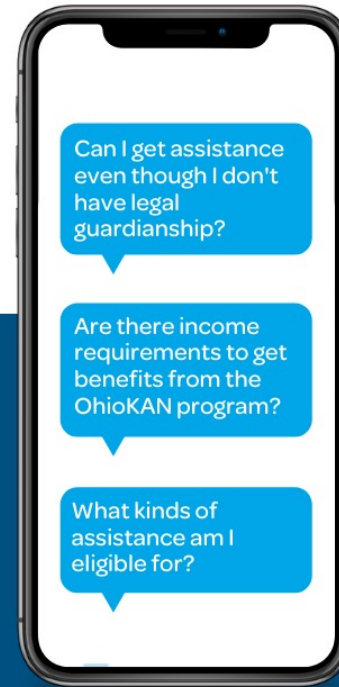 Can I get assistance
even though I don't
have legal
guardianship?
Are there income
requirements to get
benefits from the
OhioKAN program?
What kinds of
assistance am I
eligible for?